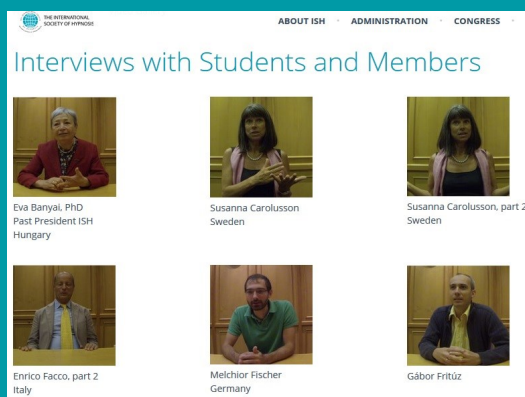 THE INTERNATIONAL
SOCIETY OF HYPNOSIS
ABOUT ISH · ADMINISTRATION · CONGRESS ·
Interviews with Students and Members
Eva Banyai, PhD
Past President ISH
Hungary
Susanna Carolusson
Sweden
Susanna Carolusson, part 2
Sweden
Enrico Facco, part 2
Italy
Melchior Fischer
Germany
Gábor Fritúz